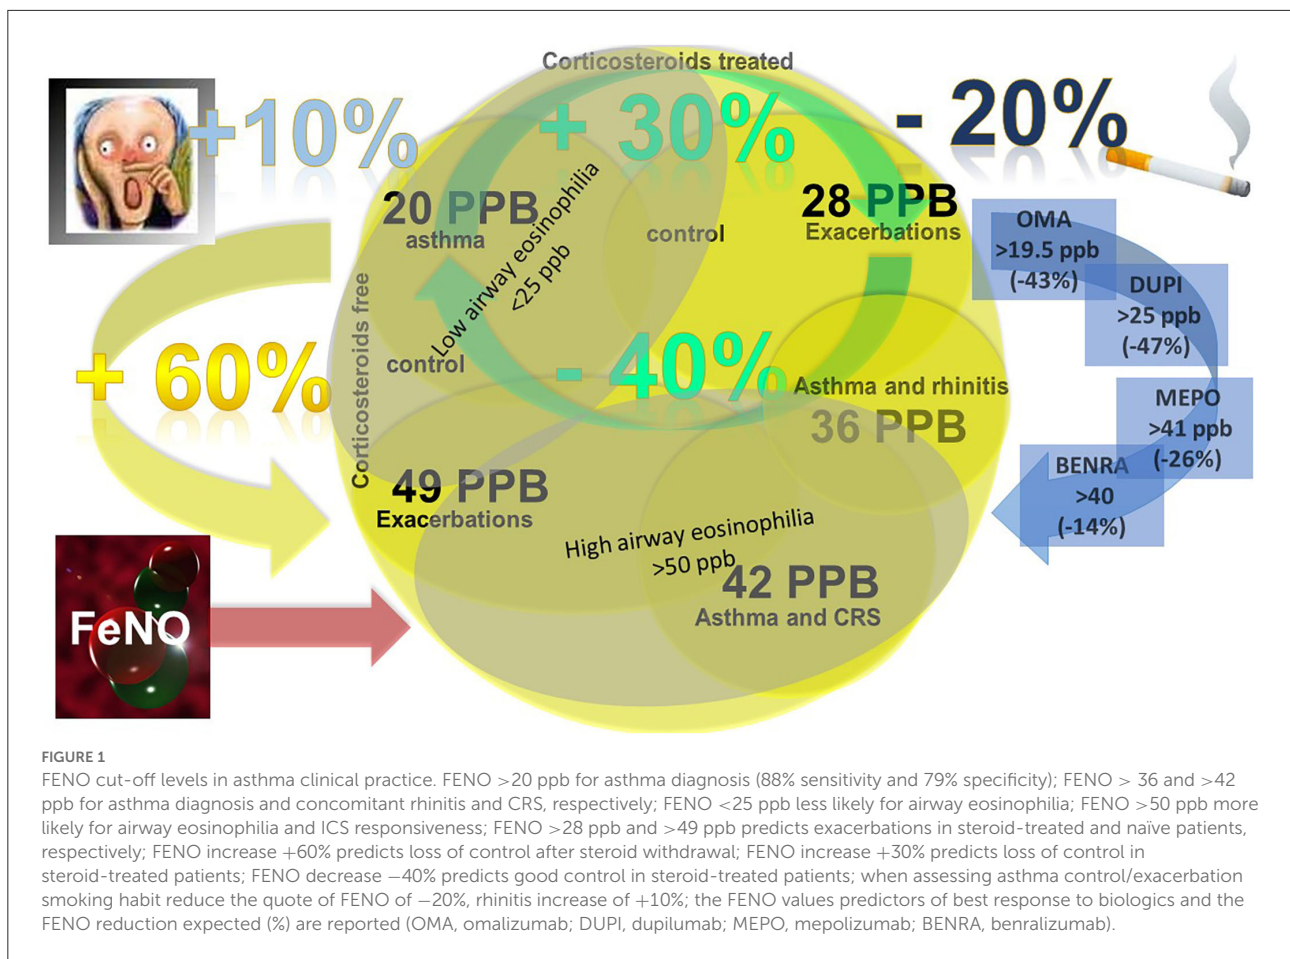 Corticosteroids treated
+10%
+ 30%
- 20%
20 PPB
asthma
control
28 PPB
Exacerbations
Low airway eosinophilia
<25 ppb
OMA
>19.5 ppb
(-43%)
DUPI
>25 ppb
(-47%)
Corticosteroids free
+ 60%
control
- 40%
Asthma and rhinitis
36 PPB
MEPO
>41 ppb
(-26%)
BENRA
>40
(-14%)
49 PPB
Exacerbations
High airway eosinophilia
>50 ppb
42 PPB
Asthma and CRS
FeNO
FIGURE 1
FENO cut-off levels in asthma clinical practice. FENO >20 ppb for asthma diagnosis (88% sensitivity and 79% specificity); FENO > 36 and >42
ppb for asthma diagnosis and concomitant rhinitis and CRS, respectively; FENO <25 ppb less likely for airway eosinophilia; FENO >50 ppb more
likely for airway eosinophilia and ICS responsiveness; FENO >28 ppb and >49 ppb predicts exacerbations in steroid-treated and naïve patients,
respectively; FENO increase +60% predicts loss of control after steroid withdrawal; FENO increase +30% predicts loss of control in
steroid-treated patients; FENO decrease −40% predicts good control in steroid-treated patients; when assessing asthma control/exacerbation
smoking habit reduce the quote of FENO of −20%, rhinitis increase of +10%; the FENO values predictors of best response to biologics and the
FENO reduction expected (%) are reported (OMA, omalizumab; DUPI, dupilumab; MEPO, mepolizumab; BENRA, benralizumab).